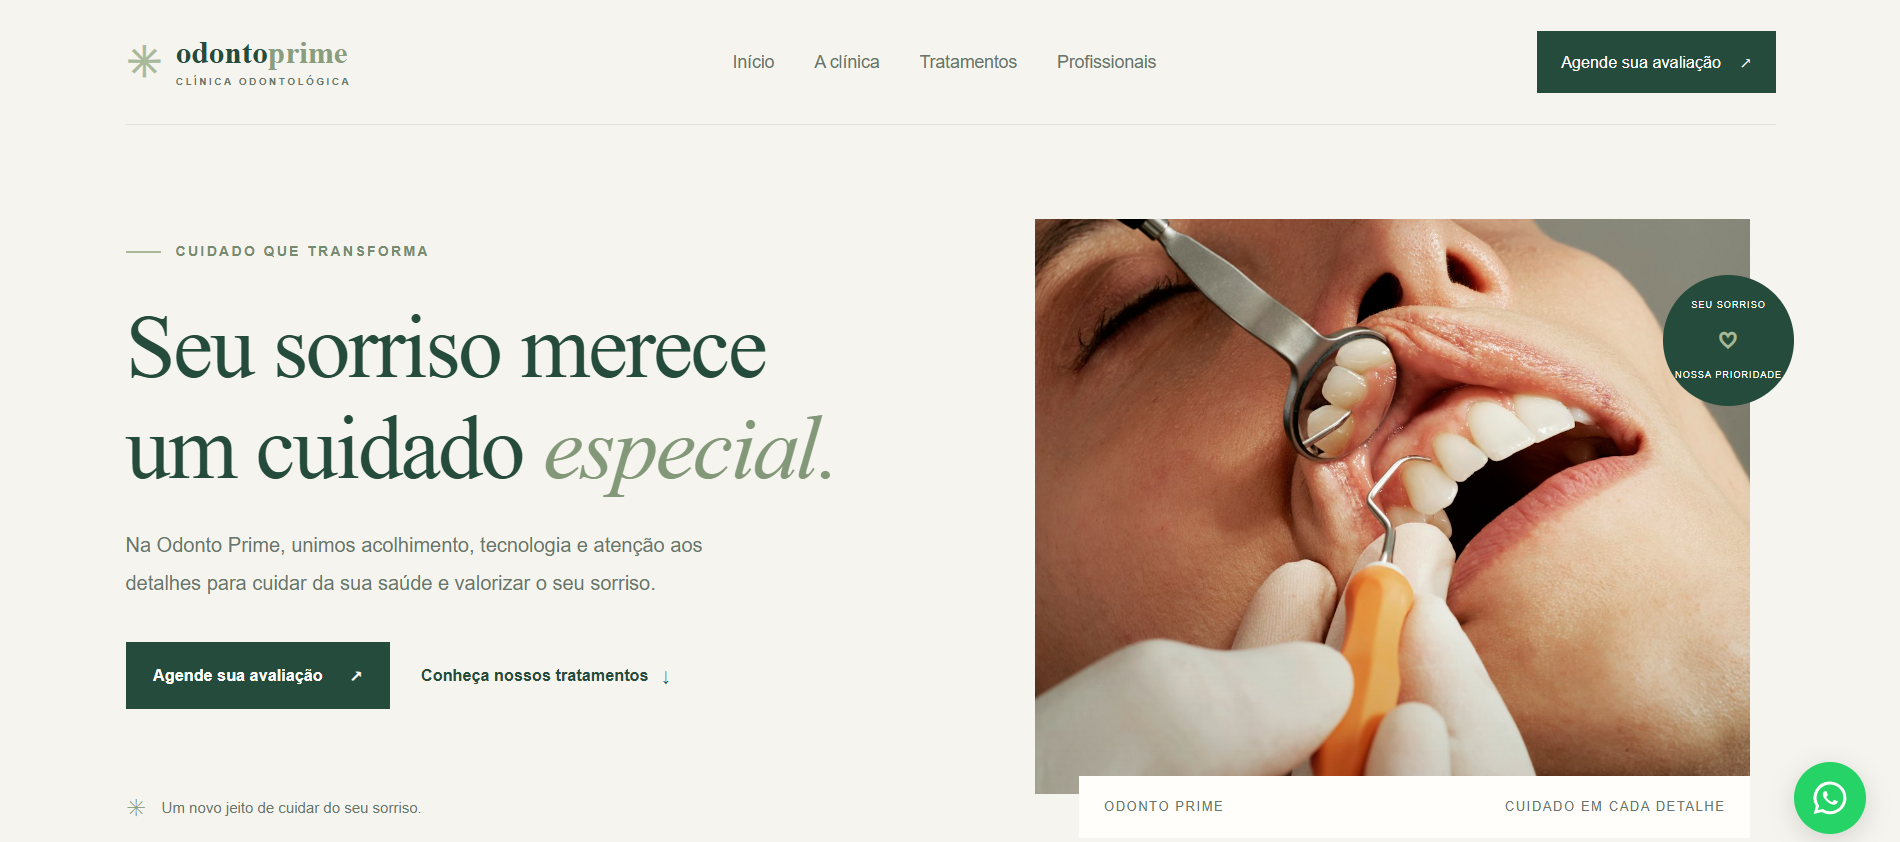 odontoprime
CLÍNICA ODONTOLÓGICA
Início
A clínica
Tratamentos
Profissionais
Agende sua avaliação ↗
CUIDADO QUE TRANSFORMA
Seu sorriso merece
um cuidado especial.
Na Odonto Prime, unimos acolhimento, tecnologia e atenção aos
detalhes para cuidar da sua saúde e valorizar o seu sorriso.
Agende sua avaliação ↗
Conheça nossos tratamentos ↓
Um novo jeito de cuidar do seu sorriso.
SEU SORRISO
NOSSA PRIORIDADE
ODONTO PRIME
CUIDADO EM CADA DETALHE